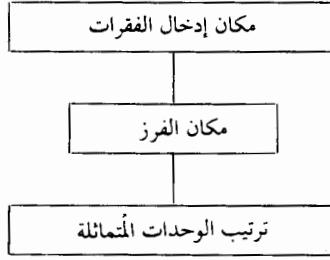 مكان إدخال الفقرات
مكان الفرز
ترتيب الوحدات المُتماثلة